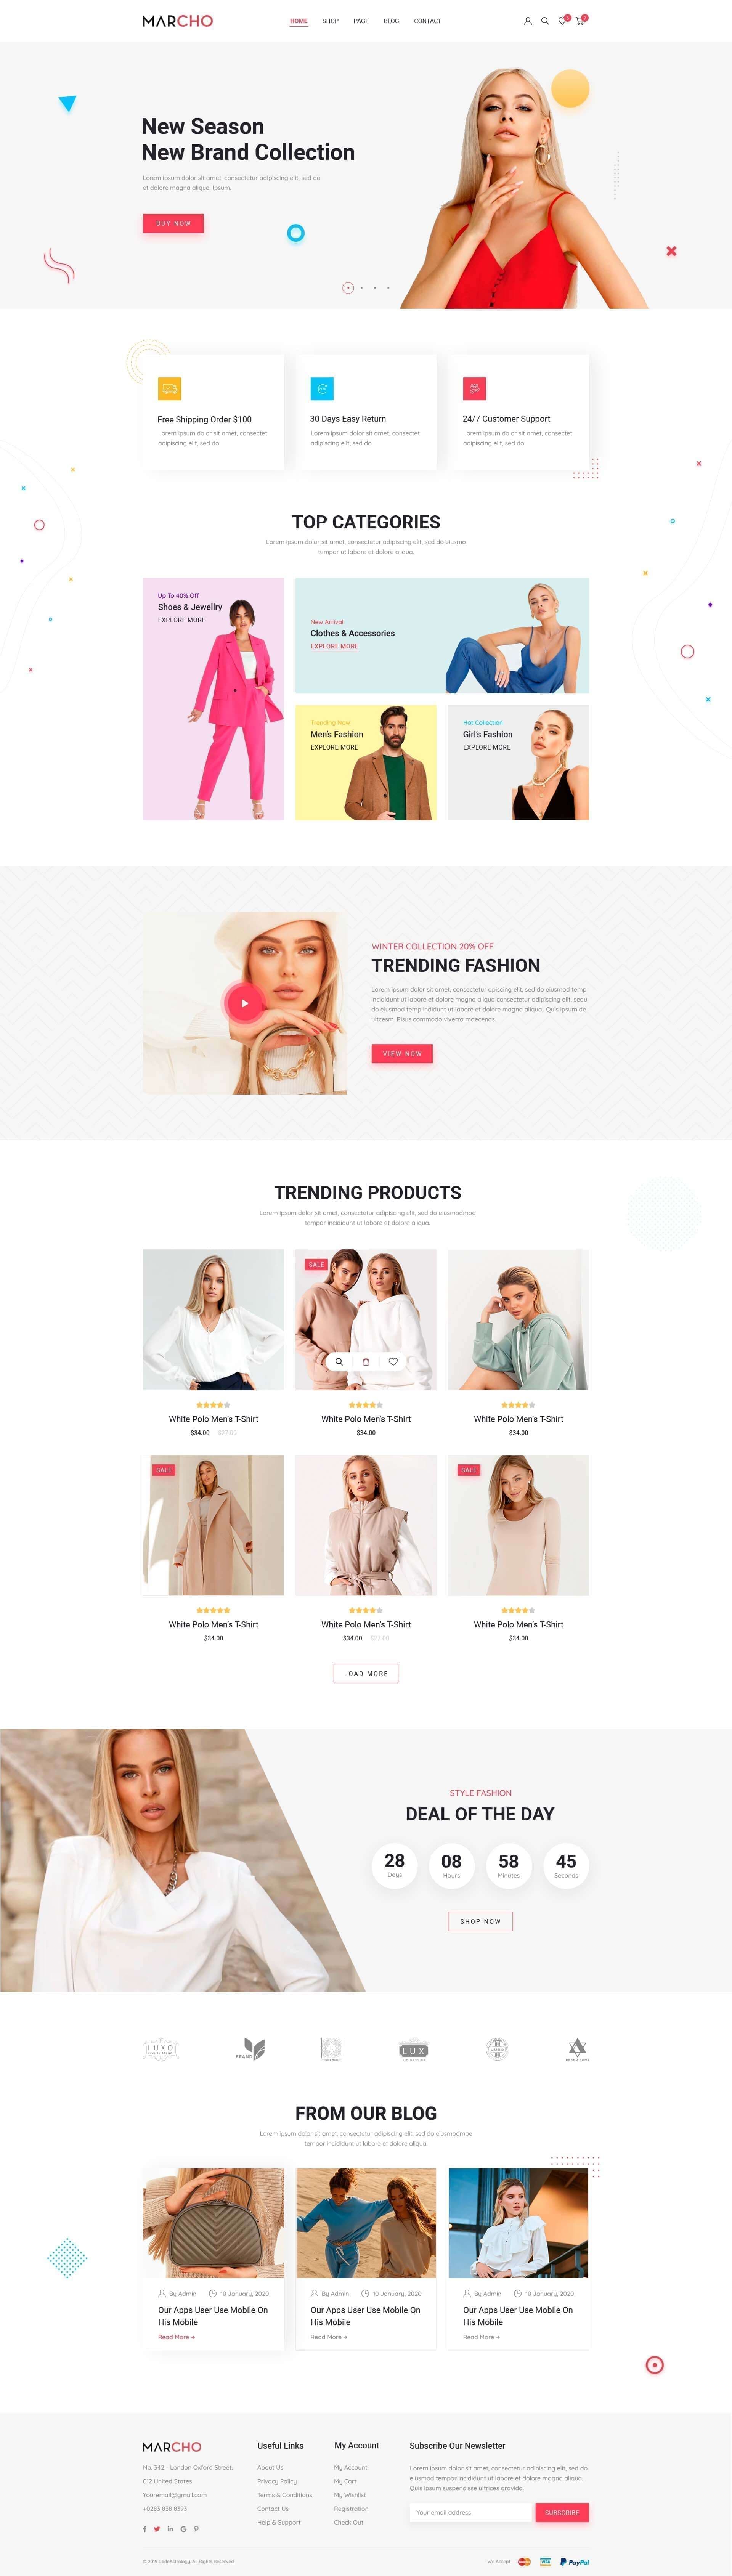 MARCHO
HOME SHOP PAGE BLOG CONTACT
New Season
New Brand Collection
Lorem ipsum dolor sit amet, consectetur adipiscing elit, sed do
et dolore magna aliqua. Ipsum.
BUY NOW
Free Shipping Order $100
Lorem ipsum dolor sit amet, consectet
adipiscing elit, sed do
30 Days Easy Return
Lorem ipsum dolor sit amet, consectet
adipiscing elit, sed do
24/7 Customer Support
Lorem ipsum dolor sit amet, consectet
adipiscing elit, sed do
TOP CATEGORIES
Lorem ipsum dolor sit amet, consectetur adipiscing elit, sed do eiusmo
tempor ut labore et dolore aliqua.
Up To 40% Off
Shoes & Jewellry
EXPLORE MORE
New Arrival
Clothes & Accessories
EXPLORE MORE
Trending Now
Men's Fashion
EXPLORE MORE
Hot Collection
Girl's Fashion
EXPLORE MORE
WINTER COLLECTION 20% OFF
TRENDING FASHION
Lorem ipsum dolor sit amet, consectetur apiscing elit, sed do eiusmod temp
incididunt ut labore et dolore magna aliqua consectetur adipiscing elit, sedu
do eiusmod temp indidunt ut labore et dolore magna aliqua.. Quis ipsum de
ultcesin. Risus commodo viverra maecenas.
VIEW NOW
TRENDING PRODUCTS
Lorem ipsum dolor sit amet, consectetur adipiscing elit, sed do eiusmodmoe
tempor incididunt ut labore et dolore aliqua.
SALE
White Polo Men's T-Shirt
$34.00
White Polo Men's T-Shirt
$34.00
White Polo Men's T-Shirt
$34.00
SALE
SALE
White Polo Men's T-Shirt
$34.00
White Polo Men's T-Shirt
$34.00
White Polo Men's T-Shirt
$34.00
LOAD MORE
STYLE FASHION
DEAL OF THE DAY
28 08 58 45
Days Hours Minutes Seconds
SHOP NOW
LUXO
BRAND
LUX
FROM OUR BLOG
Lorem ipsum dolor sit amet, consectetur adipiscing elit, sed do eiusmodmoe
tempor incididunt ut labore et dolore aliqua.
By Admin 10 January, 2020
Our Apps User Use Mobile On
His Mobile
Read More →
By Admin 10 January, 2020
Our Apps User Use Mobile On
His Mobile
Read More →
By Admin 10 January, 2020
Our Apps User Use Mobile On
His Mobile
Read More →
MARCHO
No. 342 - London Oxford Street,
012 United States
Youremail@gmail.com
+0283 838 8393
Useful Links
About Us
Privacy Policy
Terms & Conditions
Contact Us
Help & Support
My Account
My Account
My Cart
My Wishlist
Registration
Check Out
Subscribe Our Newsletter
Lorem ipsum dolor sit amet, consectetur adipiscing elit, sed do
eiusmod tempor incididunt ut labore et dolore magna aliqua.
Quis ipsum suspendisse ultrices gravida.
Your email address
SUBSCRIBE
We Accept
VISA
PayPal